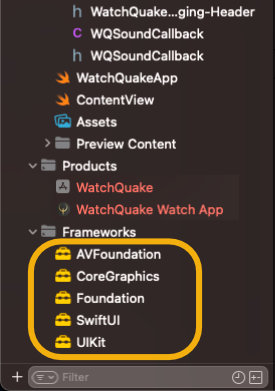 WatchQuake...ging-Header
WQSoundCallback
WQSoundCallback
WatchQuakeApp
ContentView
Assets
Preview Content
Products
WatchQuake
WatchQuake Watch App
Frameworks
AVFoundation
CoreGraphics
Foundation
SwiftUI
UIKit
Filter